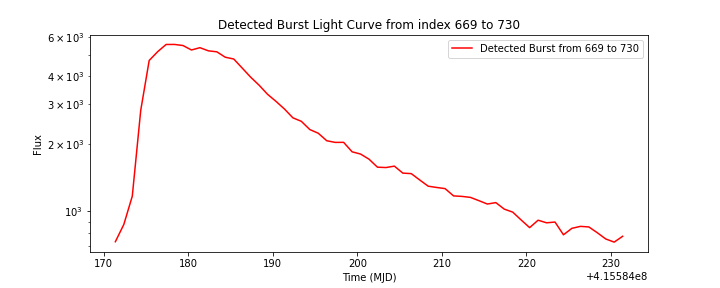 Detected Burst Light Curve from index 669 to 730
Detected Burst from 669 to 730
Flux
6 × 10³
4 × 10³
3 × 10³
2 × 10³
10³
170 180 190 200 210 220 230
Time (MJD)
+4.15584e8